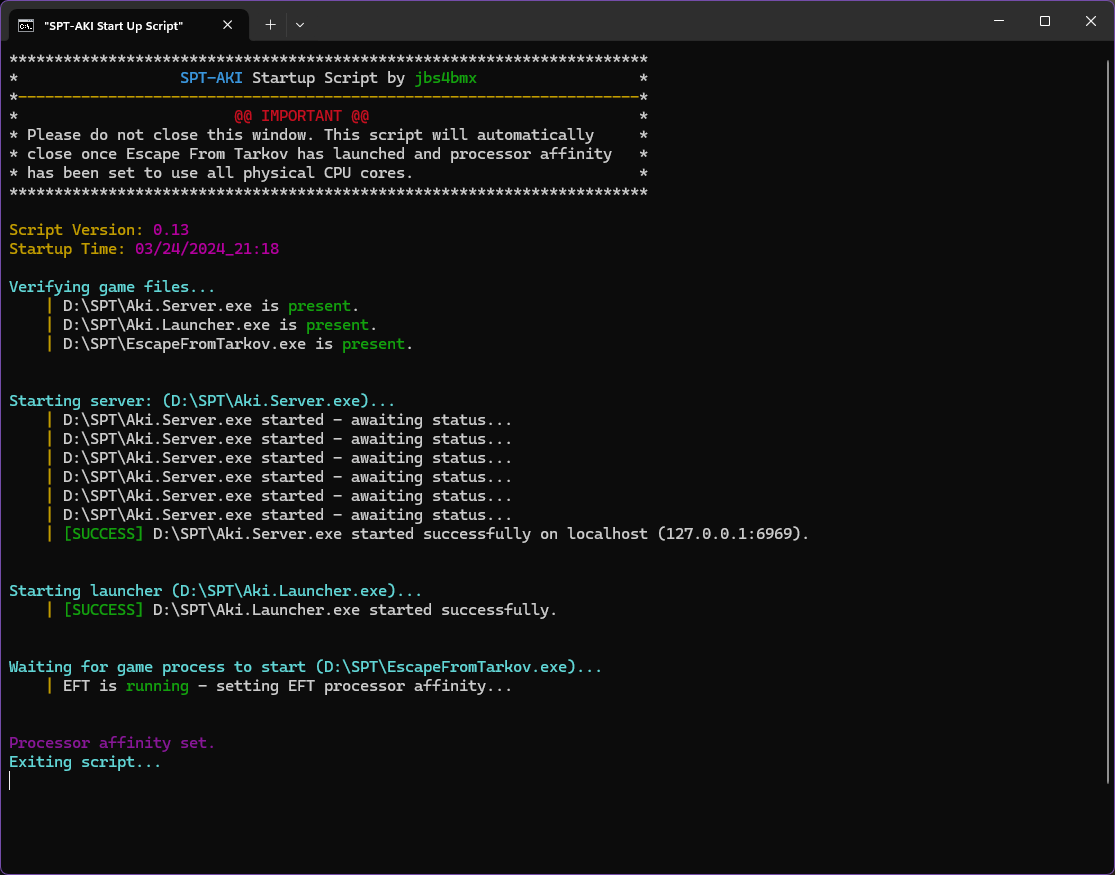 "SPT-AKI Start Up Script"
***********************************************************************
* SPT-AKI Startup Script by jbs4bmx *
*---------------------------------------------------------------------*
* @@ IMPORTANT @@ *
* Please do not close this window. This script will automatically *
* close once Escape From Tarkov has launched and processor affinity *
* has been set to use all physical CPU cores. *
***********************************************************************
Script Version: 0.13
Startup Time: 03/24/2024_21:18
Verifying game files...
| D:\SPT\Aki.Server.exe is present.
| D:\SPT\Aki.Launcher.exe is present.
| D:\SPT\EscapeFromTarkov.exe is present.
Starting server: (D:\SPT\Aki.Server.exe)...
| D:\SPT\Aki.Server.exe started - awaiting status...
| D:\SPT\Aki.Server.exe started - awaiting status...
| D:\SPT\Aki.Server.exe started - awaiting status...
| D:\SPT\Aki.Server.exe started - awaiting status...
| D:\SPT\Aki.Server.exe started - awaiting status...
| D:\SPT\Aki.Server.exe started - awaiting status...
| [SUCCESS] D:\SPT\Aki.Server.exe started successfully on localhost (127.0.0.1:6969).
Starting launcher (D:\SPT\Aki.Launcher.exe)...
| [SUCCESS] D:\SPT\Aki.Launcher.exe started successfully.
Waiting for game process to start (D:\SPT\EscapeFromTarkov.exe)...
| EFT is running - setting EFT processor affinity...
Processor affinity set.
Exiting script...